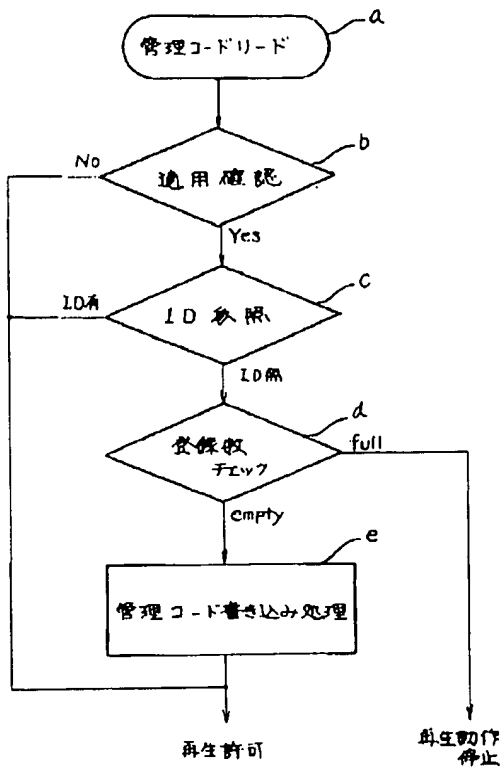 a
管理コードリード
b
No
適用確認
Yes
c
ID有
ID参照
ID無
d
登録数
チェック
full
empty
e
管理コード書き込み処理
再生許可
再生動作
停止